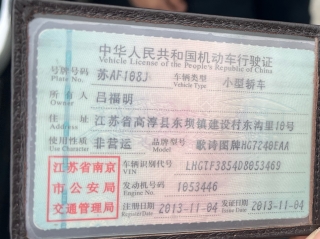 中华人民共和国机动车行驶证
Vehicle License of the People's Republic of China
号牌号码 苏AF168J 车辆类型 小型轿车
Plate No. Vehicle Type
所有人 吕福明
Owner
住址 江苏省高淳县东坝镇建设村东沟里18号
Address
使用性质 非营运 品牌型号 歌诗图牌HG7240EAA
Use Character Model
江苏省南京 车辆识别代号 LHGTF3854D8053469
VIN
市公安局 发动机号码 1053446
Engine No.
交通管理局 注册日期 2013-11-04 发证日期 2013-11-04
Register Date Issue Date